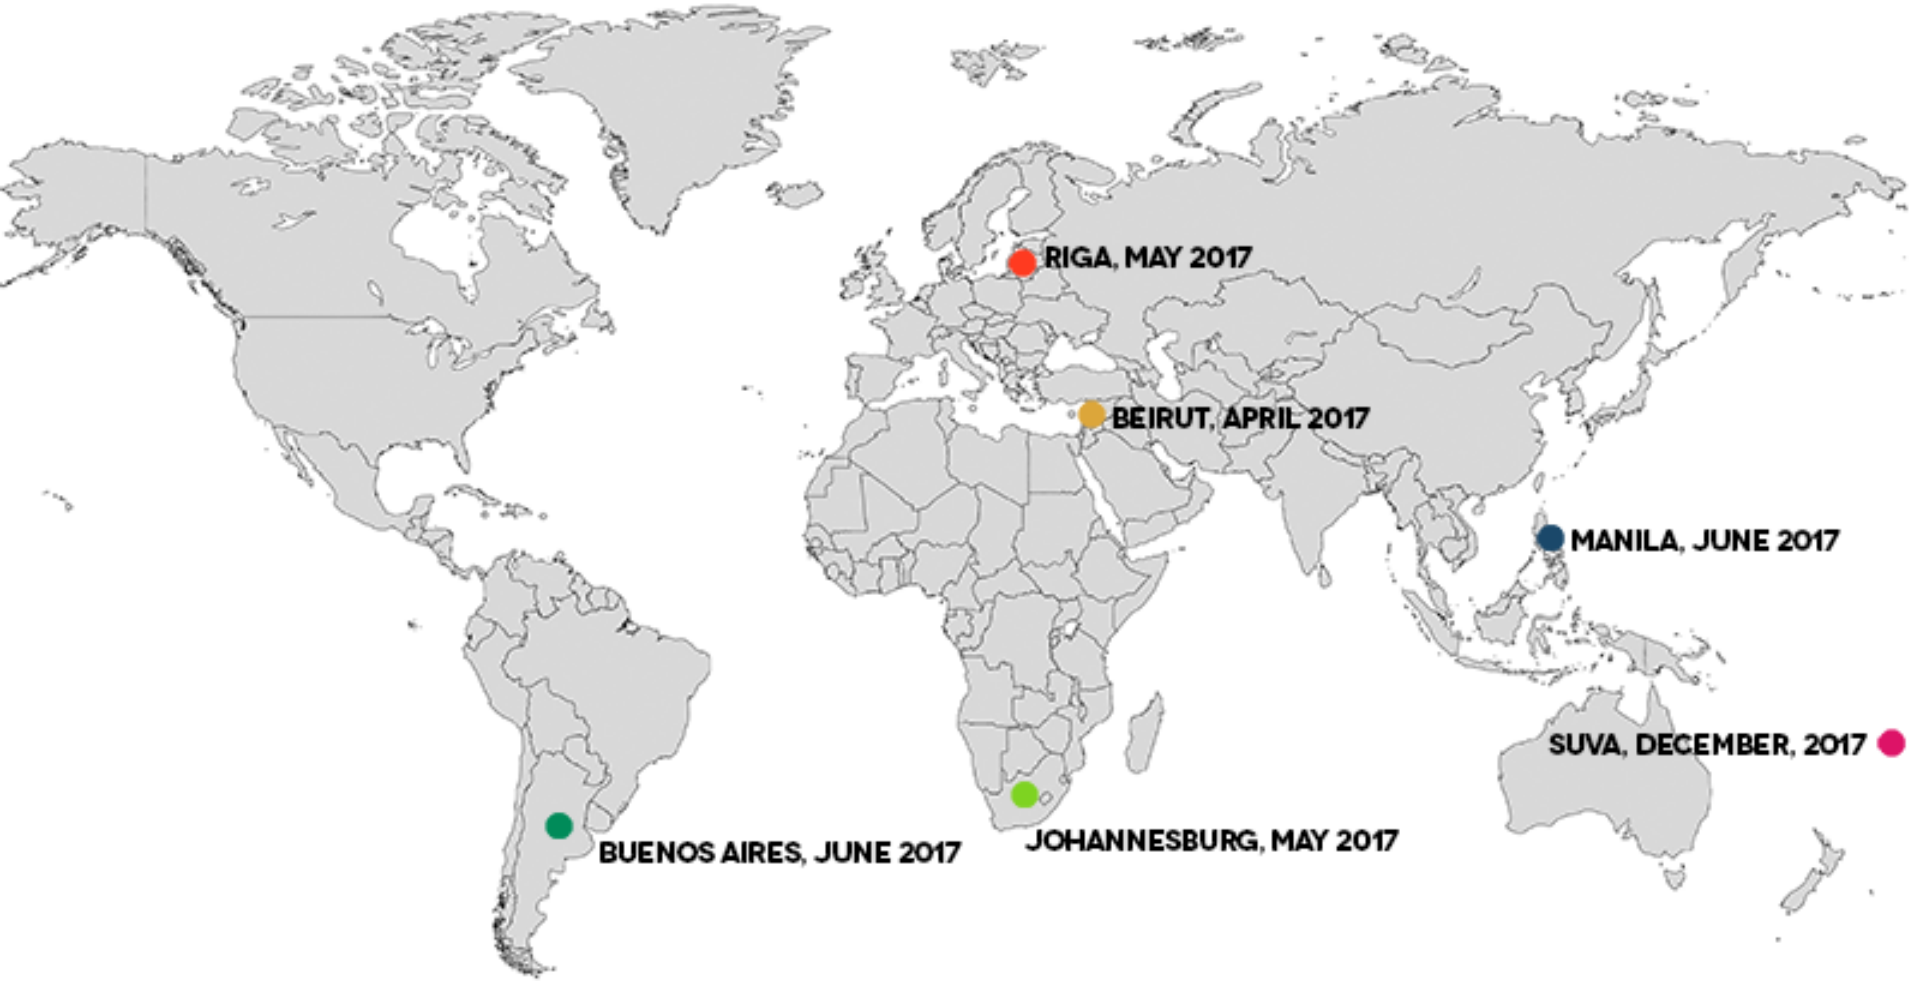 RIGA, MAY 2017
BEIRUT, APRIL 2017
MANILA, JUNE 2017
SUVA, DECEMBER, 2017
JOHANNESBURG, MAY 2017
BUENOS AIRES, JUNE 2017